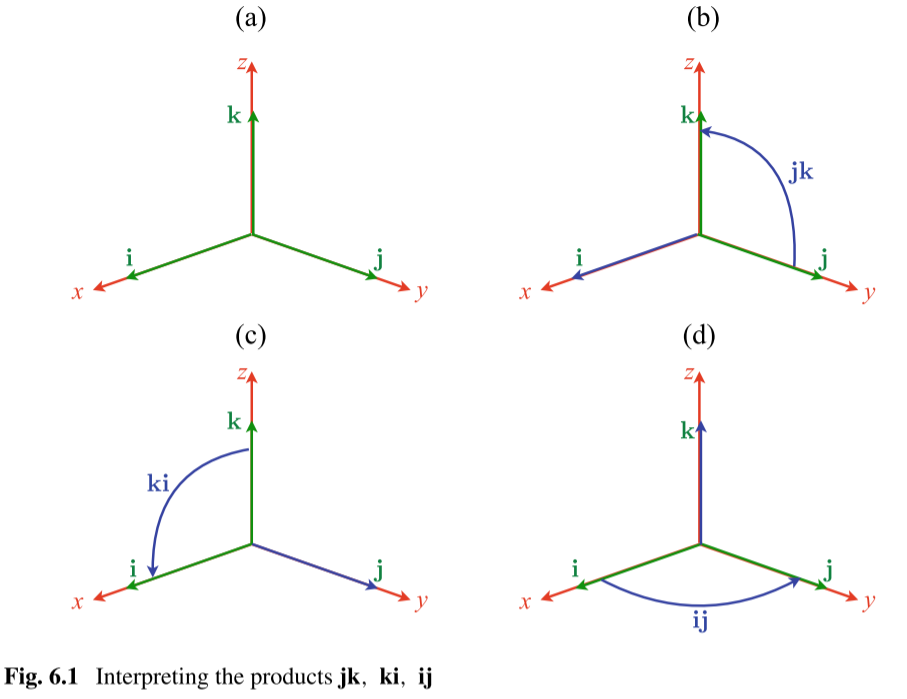 (a)
z
k
i
j
x
y
(b)
z
k
jk
i
j
x
y
(c)
z
k
ki
i
j
x
y
(d)
z
k
i
j
x
y
ij
Fig. 6.1 Interpreting the products jk, ki, ij